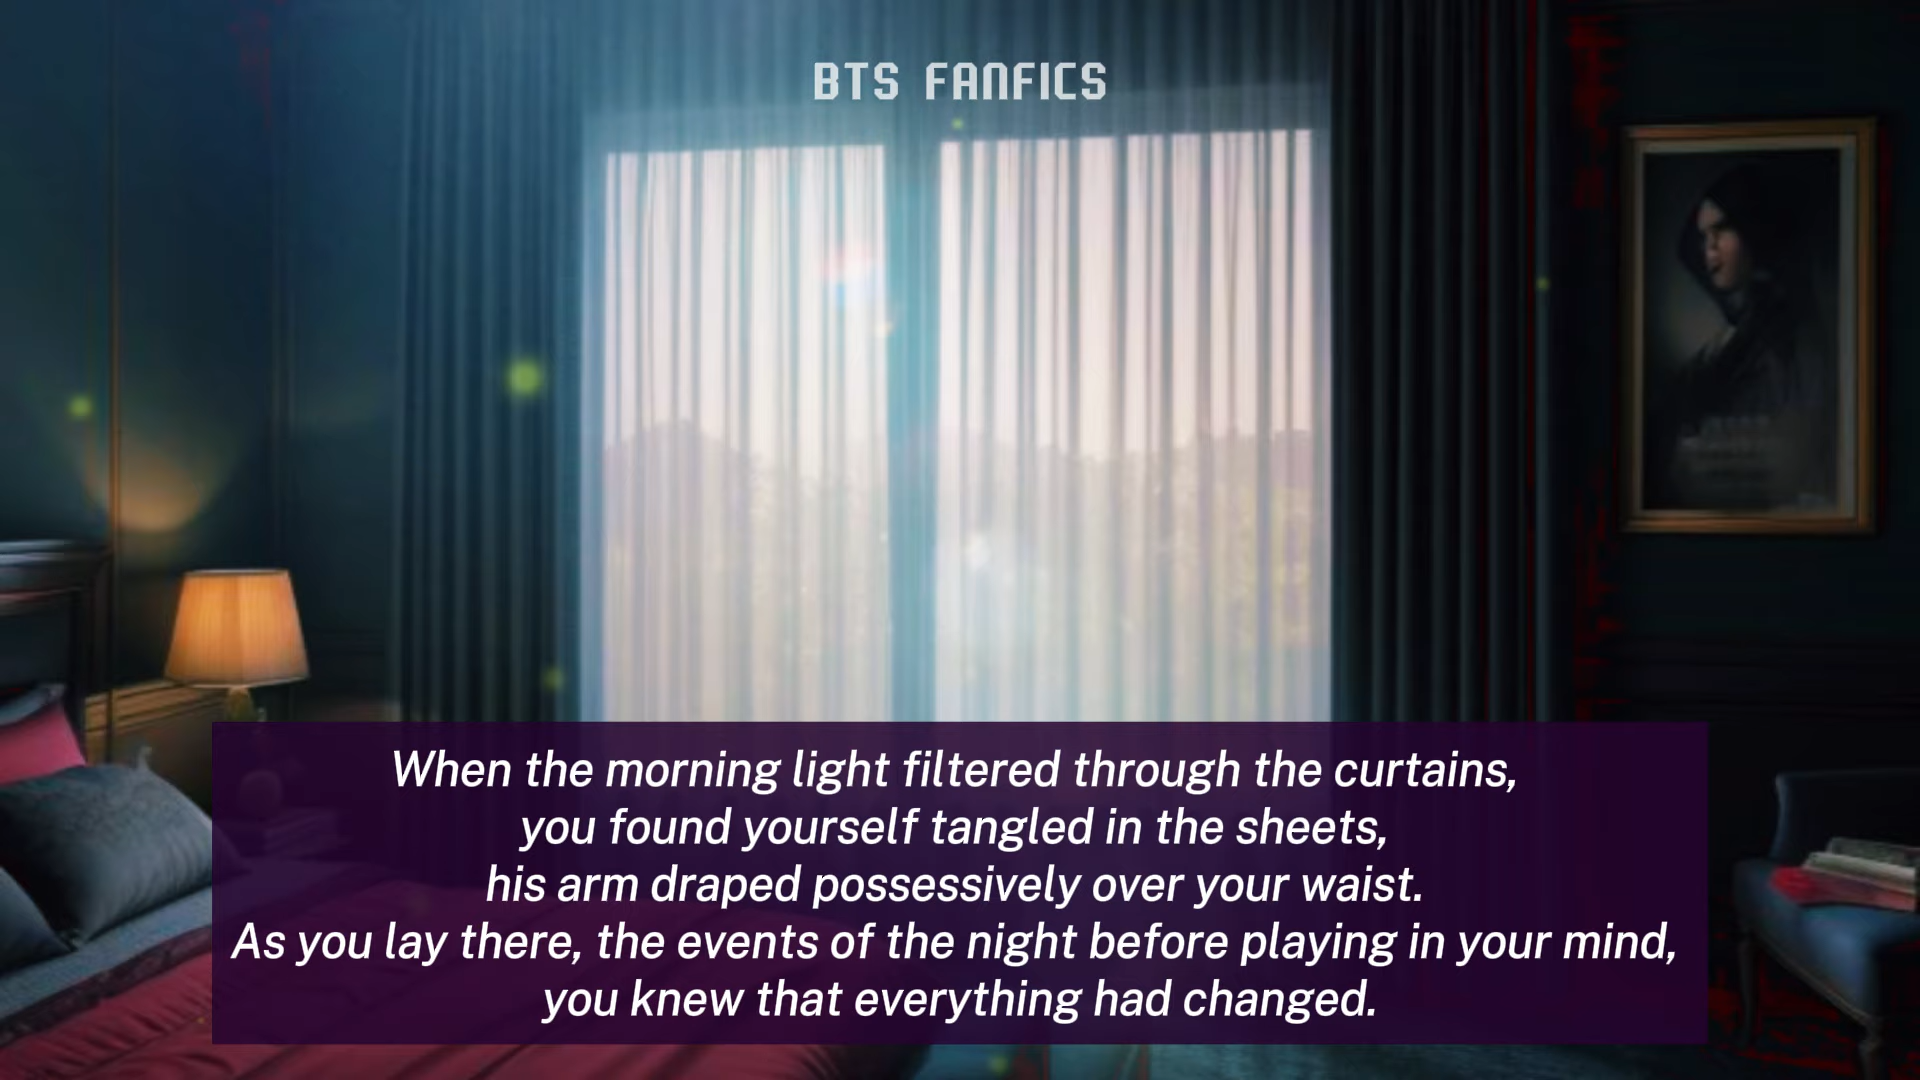 BTS FANFICS
When the morning light filtered through the curtains,
you found yourself tangled in the sheets,
his arm draped possessively over your waist.
As you lay there, the events of the night before playing in your mind,
you knew that everything had changed.